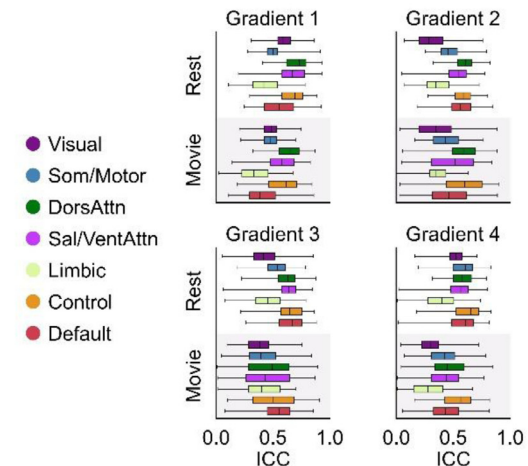 Gradient 1
Gradient 2
Rest
Movie
Visual
Som/Motor
DorsAttn
Sal/VentAttn
Limbic
Control
Default
Gradient 3
Gradient 4
Rest
Movie
0.0 0.5 1.0 0.0 0.5 1.0
ICC ICC